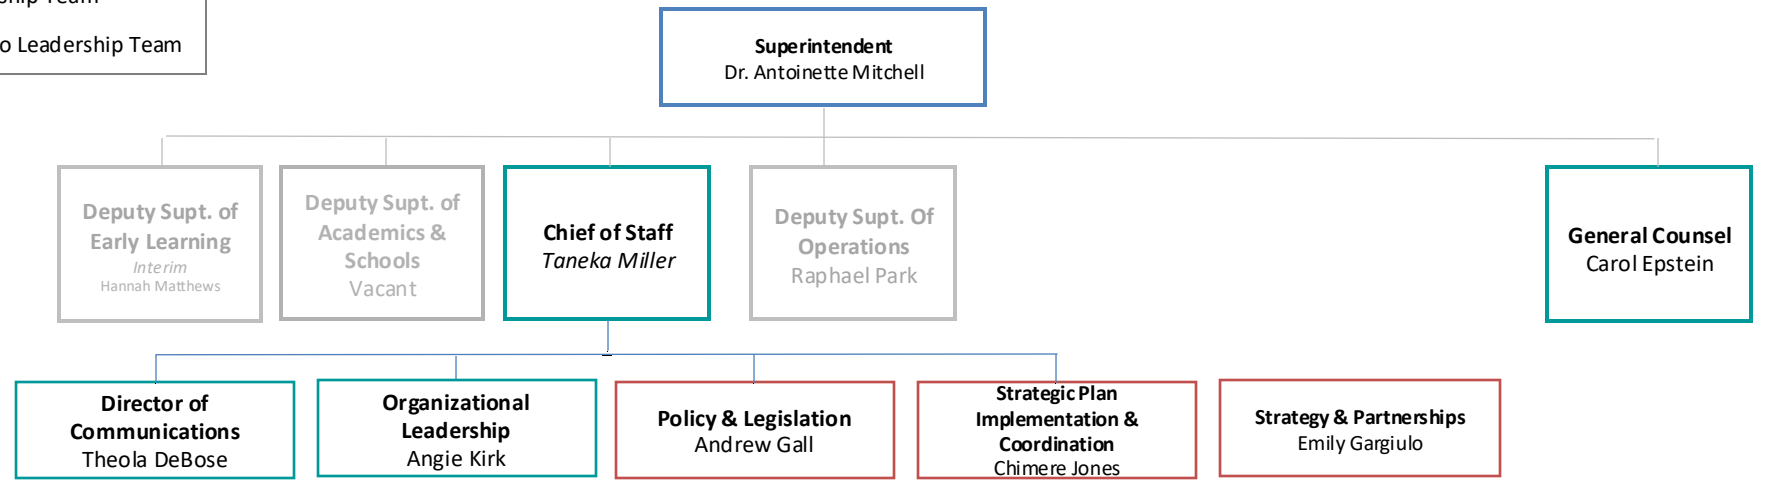 Team
Leadership Team
Superintendent
Dr. Antoinette Mitchell
Deputy Supt. of
Early Learning
Interim
Hannah Matthews
Deputy Supt. of
Academics &
Schools
Vacant
Chief of Staff
Taneka Miller
Deputy Supt. Of
Operations
Raphael Park
General Counsel
Carol Epstein
Director of
Communications
Theola DeBose
Organizational
Leadership
Angie Kirk
Policy & Legislation
Andrew Gall
Strategic Plan
Implementation &
Coordination
Chimere Jones
Strategy & Partnerships
Emily Gargiulo